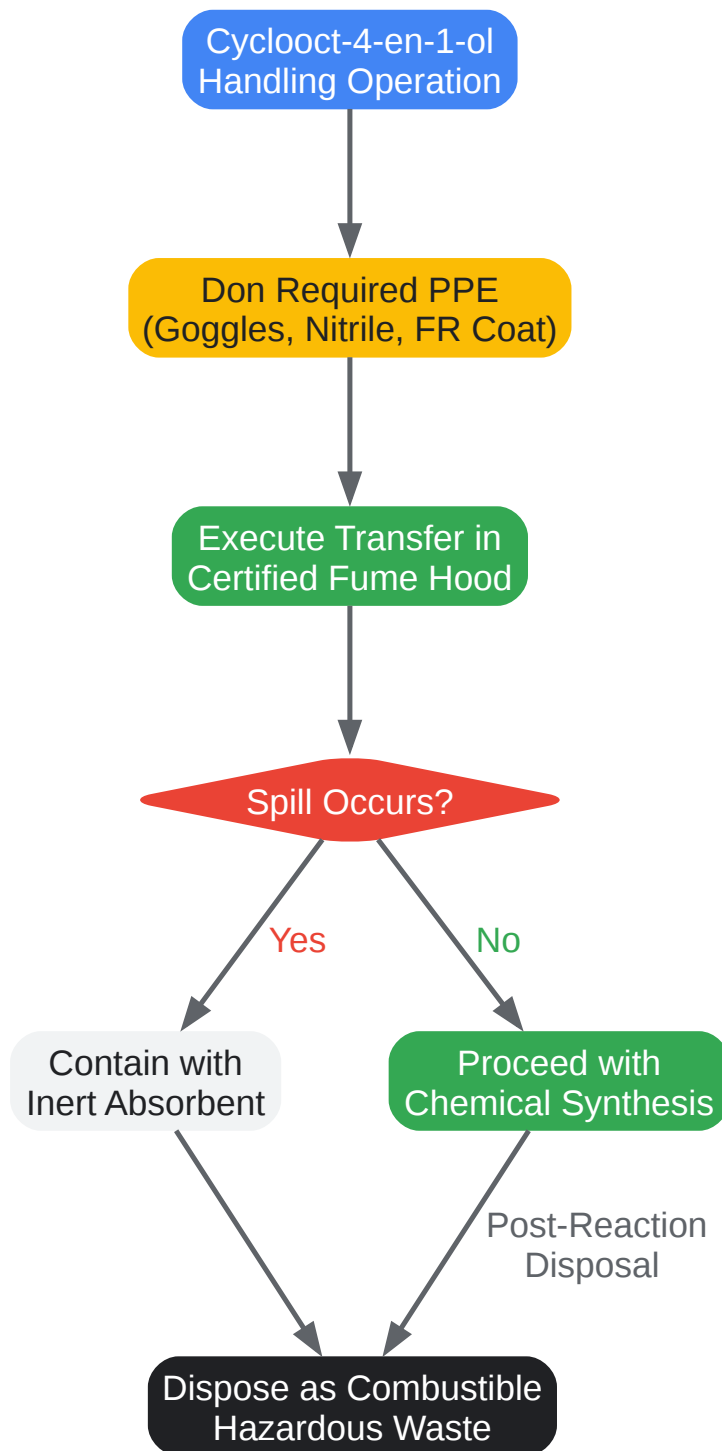 Cyclooct-4-en-1-ol
Handling Operation
Don Required PPE
(Goggles, Nitrile, FR Coat)
Execute Transfer in
Certified Fume Hood
Spill Occurs?
Yes
No
Contain with
Inert Absorbent
Proceed with
Chemical Synthesis
Post-Reaction
Disposal
Dispose as Combustible
Hazardous Waste